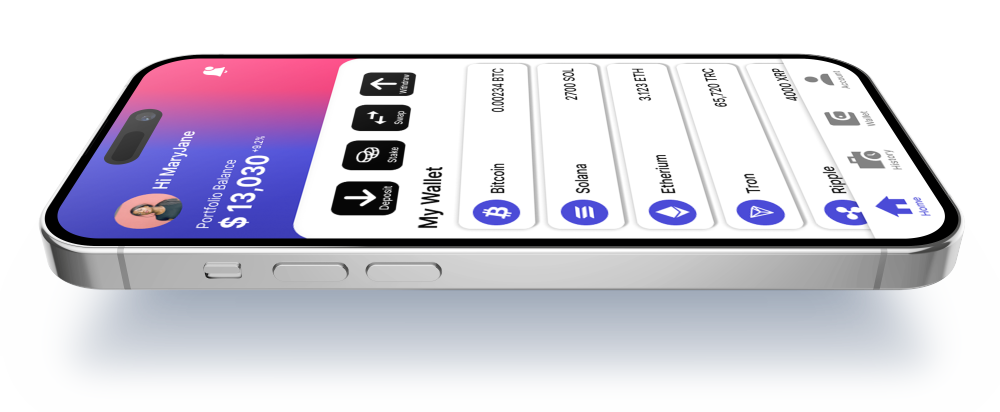 Hi MaryJane
Portfolio Balance
$ 13,030 +9.2%
Deposit
Stake
Swap
Withdraw
My Wallet
Bitcoin 0.00234 BTC
Solana 2700 SOL
Etherium 3.123 ETH
Tron 65,720 TRC
Ripple 4000 XRP
Home
History
Wallet
Account